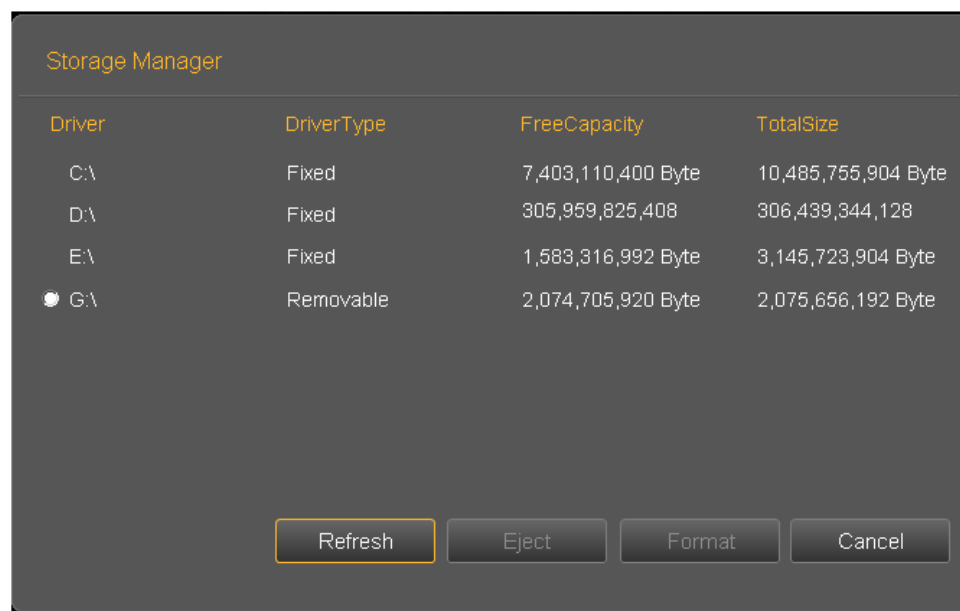 Storage Manager
Driver DriverType FreeCapacity TotalSize
C:\ Fixed 7,403,110,400 Byte 10,485,755,904 Byte
D:\ Fixed 305,959,825,408 306,439,344,128
E:\ Fixed 1,583,316,992 Byte 3,145,723,904 Byte
G:\ Removable 2,074,705,920 Byte 2,075,656,192 Byte
Refresh Eject Format Cancel